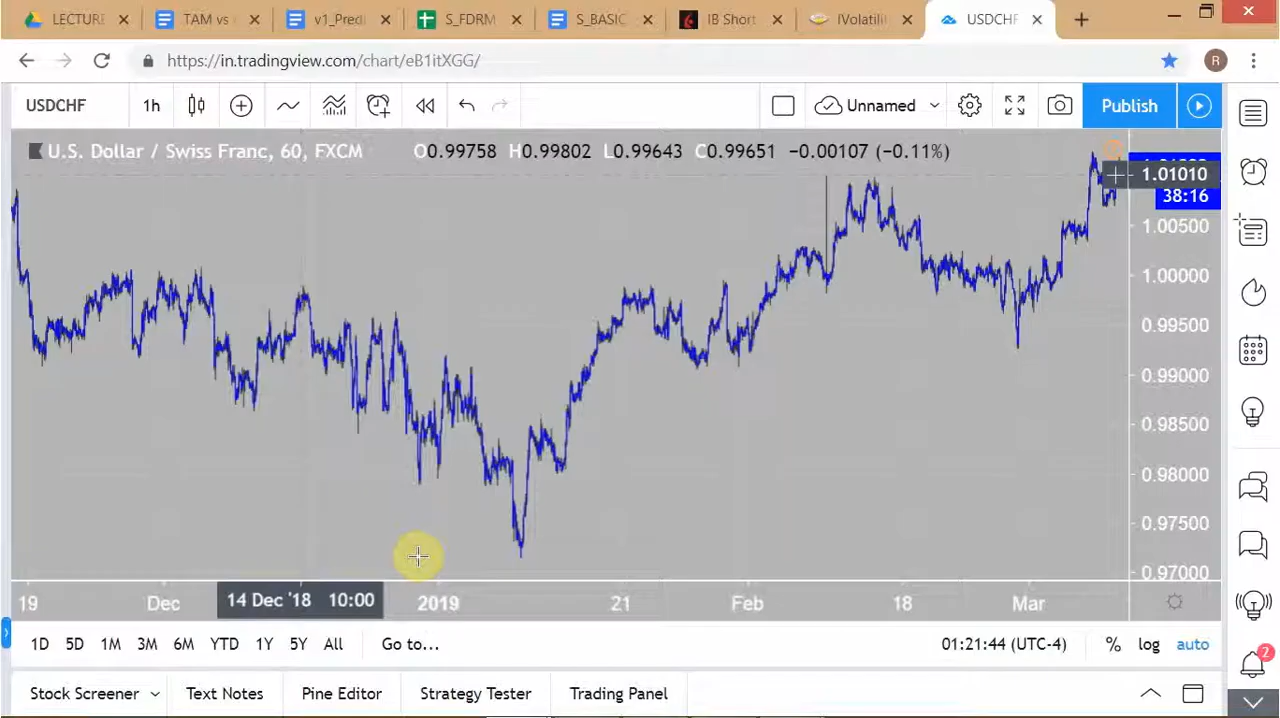 LECTURE
TAM vs
v1_Predi
S_FDRM
S_BASIC
IB Short
IVolatili
USDCHF
https://in.tradingview.com/chart/eB1itXGG/
R
USDCHF
1h
Unnamed
Publish
U.S. Dollar / Swiss Franc, 60, FXCM O0.99758 H0.99802 L0.99643 C0.99651 −0.00107 (−0.11%)
1.01010
38:16
1.00500
1.00000
0.99500
0.99000
0.98500
0.98000
0.97500
0.97000
19 Dec 14 Dec '18 10:00 2019 21 Feb 18 Mar
1D 5D 1M 3M 6M YTD 1Y 5Y All Go to... 01:21:44 (UTC-4) % log auto
2
Stock Screener Text Notes Pine Editor Strategy Tester Trading Panel